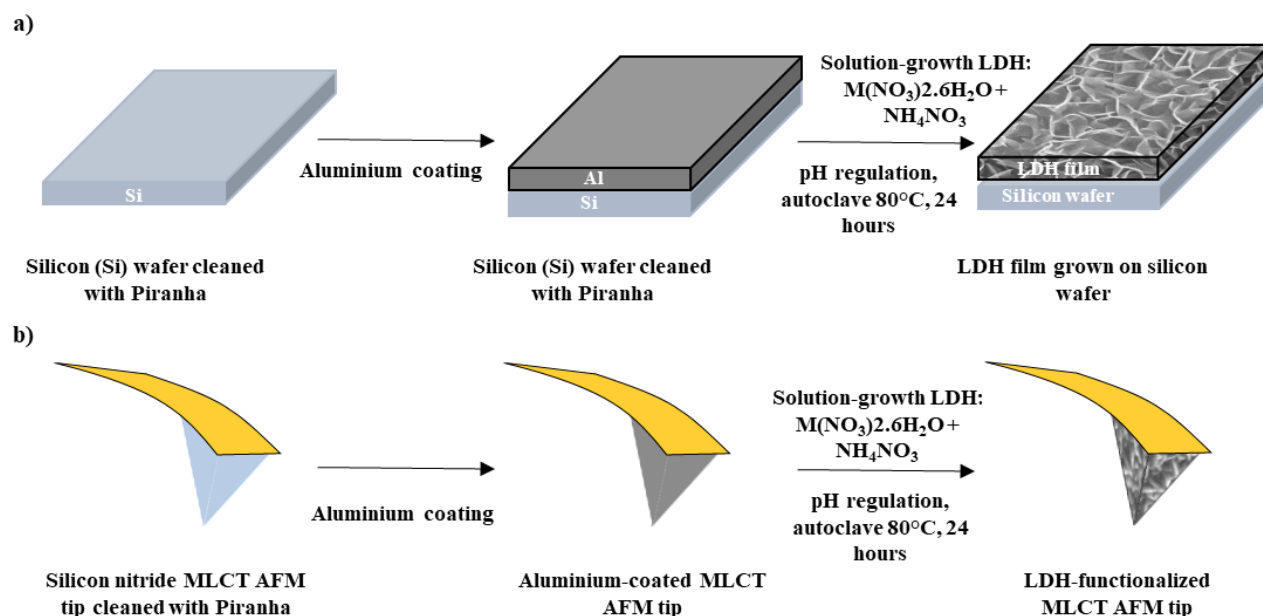 a)
Si
Aluminium coating
Al
Si
Solution-growth LDH:
M(NO₃)2.6H₂O +
NH₄NO₃
pH regulation,
autoclave 80°C, 24
hours
LDH film
Silicon wafer
Silicon (Si) wafer cleaned
with Piranha
Silicon (Si) wafer cleaned
with Piranha
LDH film grown on silicon
wafer
b)
Aluminium coating
Solution-growth LDH:
M(NO₃)2.6H₂O +
NH₄NO₃
pH regulation,
autoclave 80°C, 24
hours
Silicon nitride MLCT AFM
tip cleaned with Piranha
Aluminium-coated MLCT
AFM tip
LDH-functionalized
MLCT AFM tip